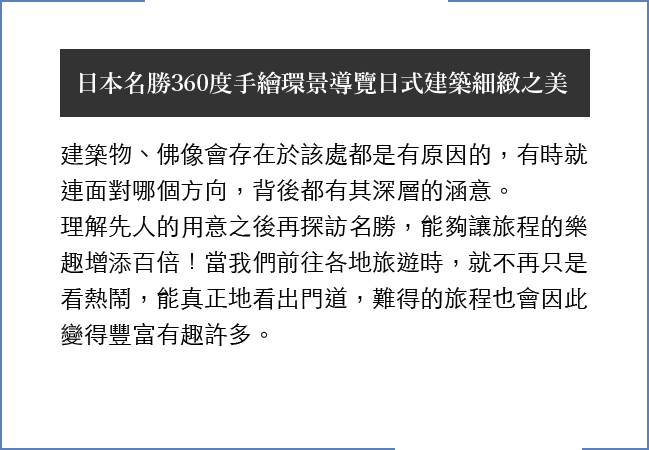 日本名勝360度手繪環景導覽日式建築細緻之美
建築物、佛像會存在於該處都是有原因的，有時就
連面對哪個方向，背後都有其深層的涵意。
理解先人的用意之後再探訪名勝，能夠讓旅程的樂
趣增添百倍！當我們前往各地旅遊時，就不再只是
看熱鬧，能真正地看出門道，難得的旅程也會因此
變得豐富有趣許多。